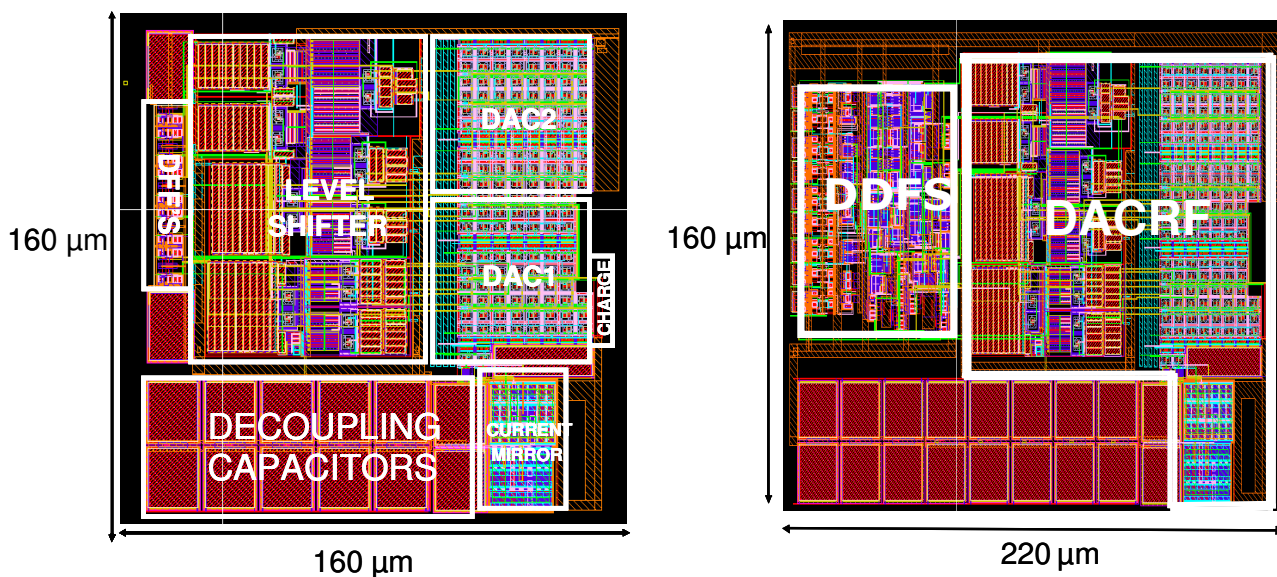 160 µm
DFFS
LEVEL
SHIFTER
DAC2
DAC1
CHARGE
DECOUPLING
CAPACITORS
CURRENT
MIRROR
160 µm
160 µm
DDFS
DACRF
220 µm